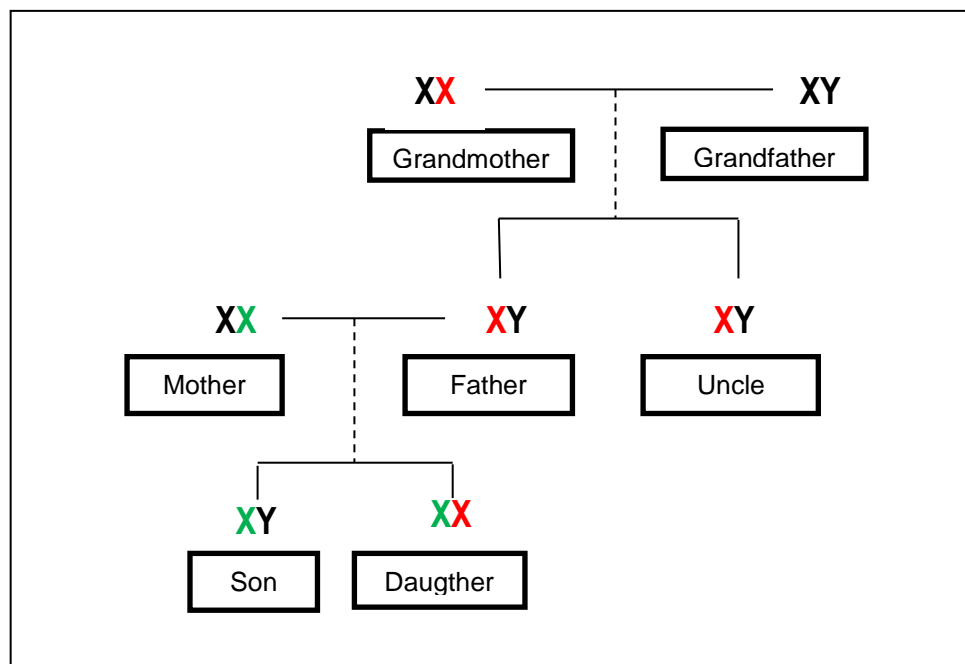 XX XY
Grandmother Grandfather
XX XY XY
Mother Father Uncle
XY XX
Son Daugther